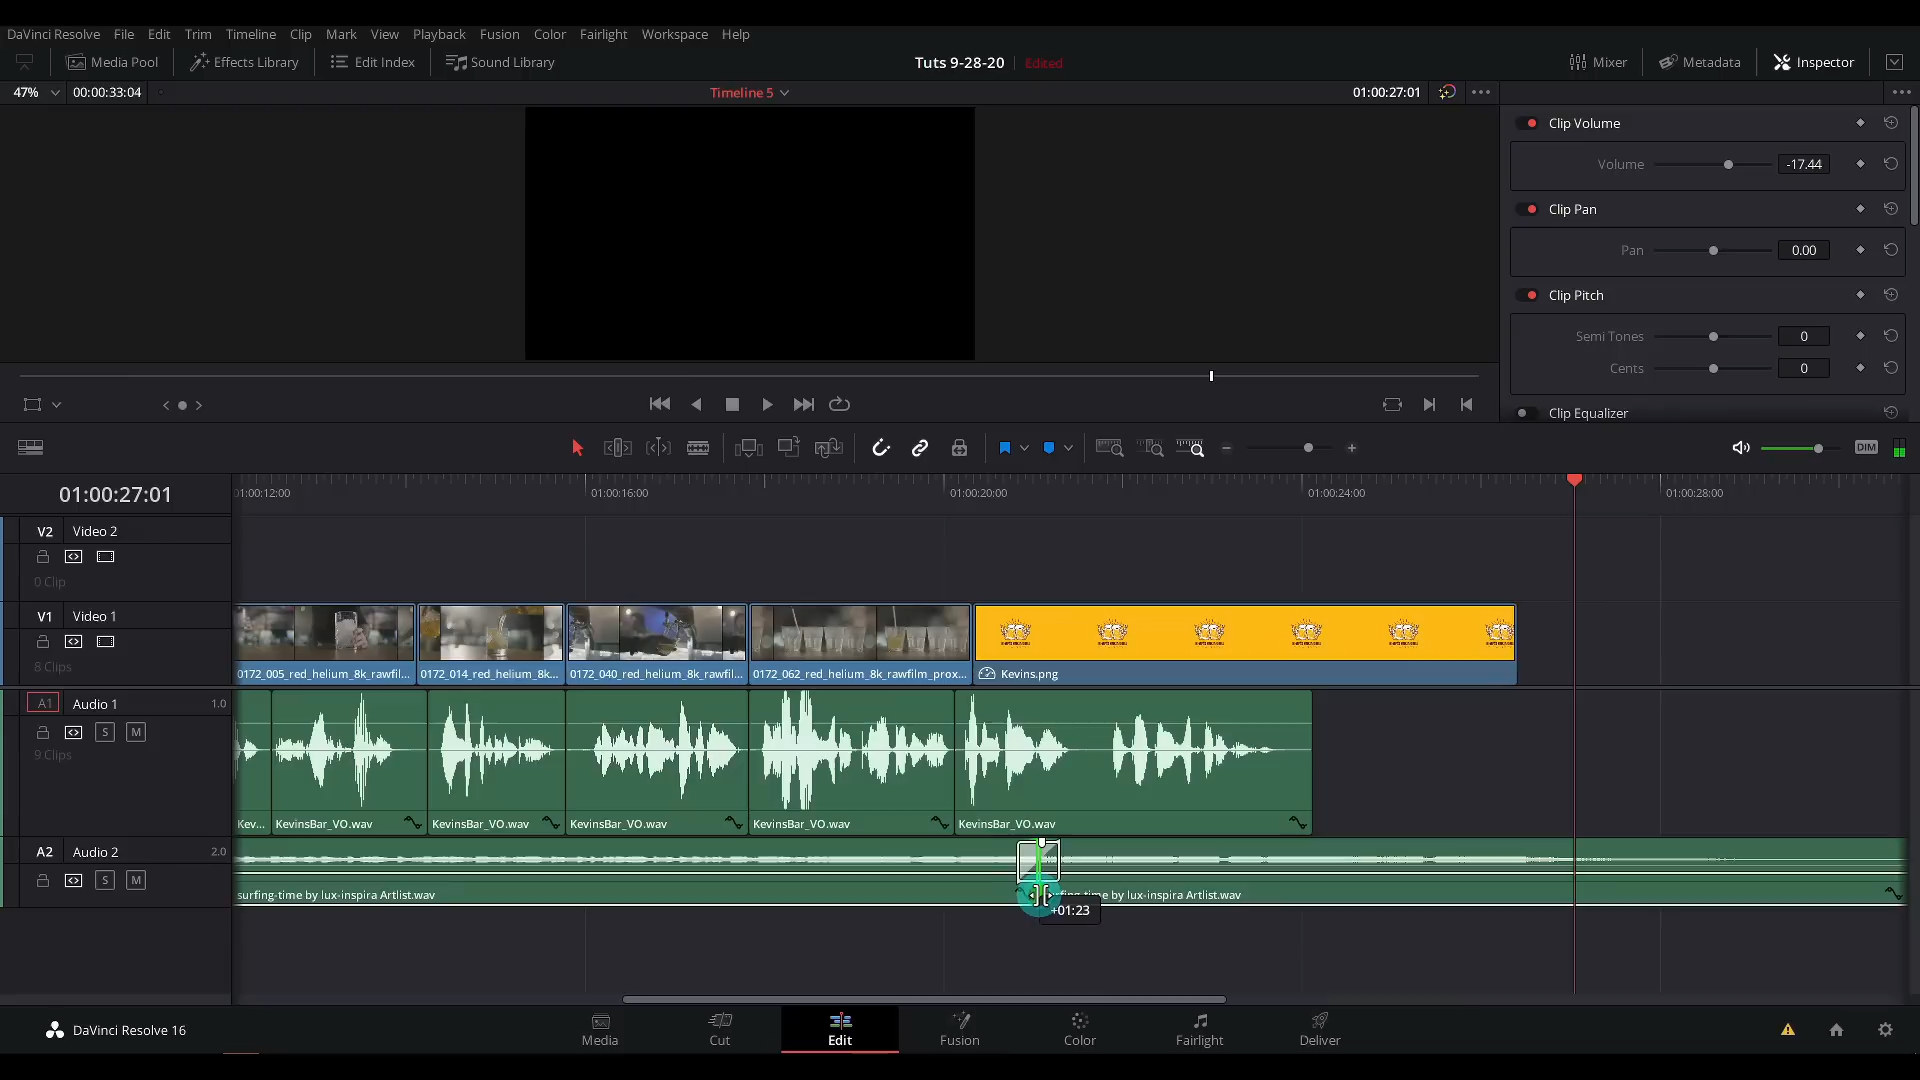 DaVinci Resolve File Edit Trim Timeline Clip Mark View Playback Fusion Color Fairlight Workspace Help
Media Pool Effects Library Edit Index Sound Library Tuts 9-28-20 Edited Mixer Metadata Inspector
47% 00:00:33:04 Timeline 5 01:00:27:01
Clip Volume
Volume -17.44
Clip Pan
Pan 0.00
Clip Pitch
Semi Tones 0
Cents 0
Clip Equalizer
DIM
01:00:27:01 01:00:12:00 01:00:16:00 01:00:20:00 01:00:24:00 01:00:28:00
V2 Video 2
0 Clip
V1 Video 1
8 Clips
0172_005_red_helium_8k_rawfil... 0172_014_red_helium_8k... 0172_040_red_helium_8k_rawfil... 0172_062_red_helium_8k_rawfilm_prox... Kevins.png
A1 Audio 1 1.0
S M
9 Clips
Kev... KevinsBar_VO.wav KevinsBar_VO.wav KevinsBar_VO.wav KevinsBar_VO.wav KevinsBar_VO.wav
A2 Audio 2 2.0
S M
surfing-time by lux-inspira Artlist.wav time by lux-inspira Artlist.wav
+01:23
DaVinci Resolve 16 Media Cut Edit Fusion Color Fairlight Deliver